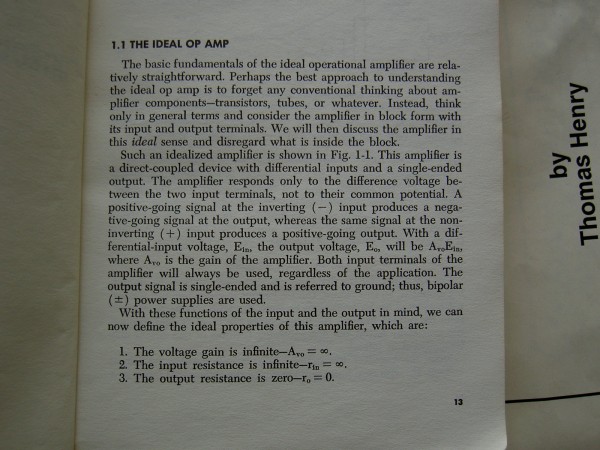 1.1 THE IDEAL OP AMP
The basic fundamentals of the ideal operational amplifier are rela-
tively straightforward. Perhaps the best approach to understanding
the ideal op amp is to forget any conventional thinking about am-
plifier components—transistors, tubes, or whatever. Instead, think
only in general terms and consider the amplifier in block form with
its input and output terminals. We will then discuss the amplifier in
this ideal sense and disregard what is inside the block.
Such an idealized amplifier is shown in Fig. 1-1. This amplifier is
a direct-coupled device with differential inputs and a single-ended
output. The amplifier responds only to the difference voltage be-
tween the two input terminals, not to their common potential. A
positive-going signal at the inverting (−) input produces a nega-
tive-going signal at the output, whereas the same signal at the non-
inverting (+) input produces a positive-going output. With a dif-
ferential-input voltage, Ein, the output voltage, Eo, will be AvoEin,
where Avo is the gain of the amplifier. Both input terminals of the
amplifier will always be used, regardless of the application. The
output signal is single-ended and is referred to ground; thus, bipolar
(±) power supplies are used.
With these functions of the input and the output in mind, we can
now define the ideal properties of this amplifier, which are:
1. The voltage gain is infinite—Avo = ∞.
2. The input resistance is infinite—rin = ∞.
3. The output resistance is zero—ro = 0.
13
by
Thomas Henry